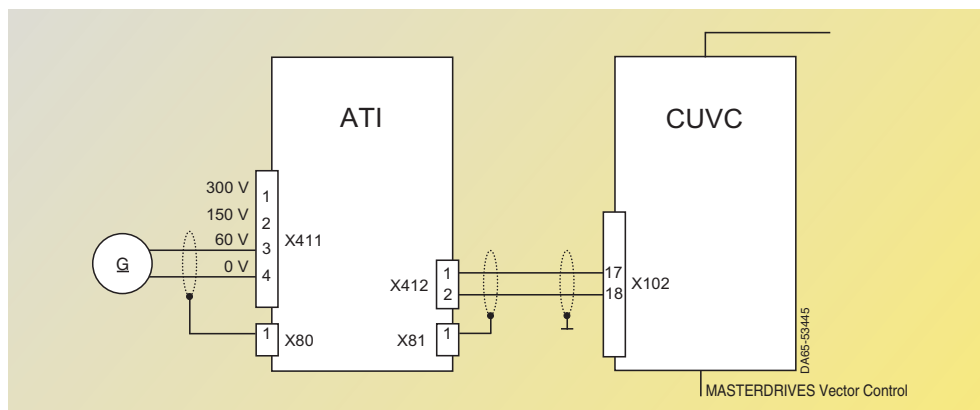 ATI
CUVC
300 V
1
150 V
2
60 V
3
0 V
4
X411
G
X412
1
2
17
18
X102
1
X80
X81
1
DA65-53445
MASTERDRIVES Vector Control